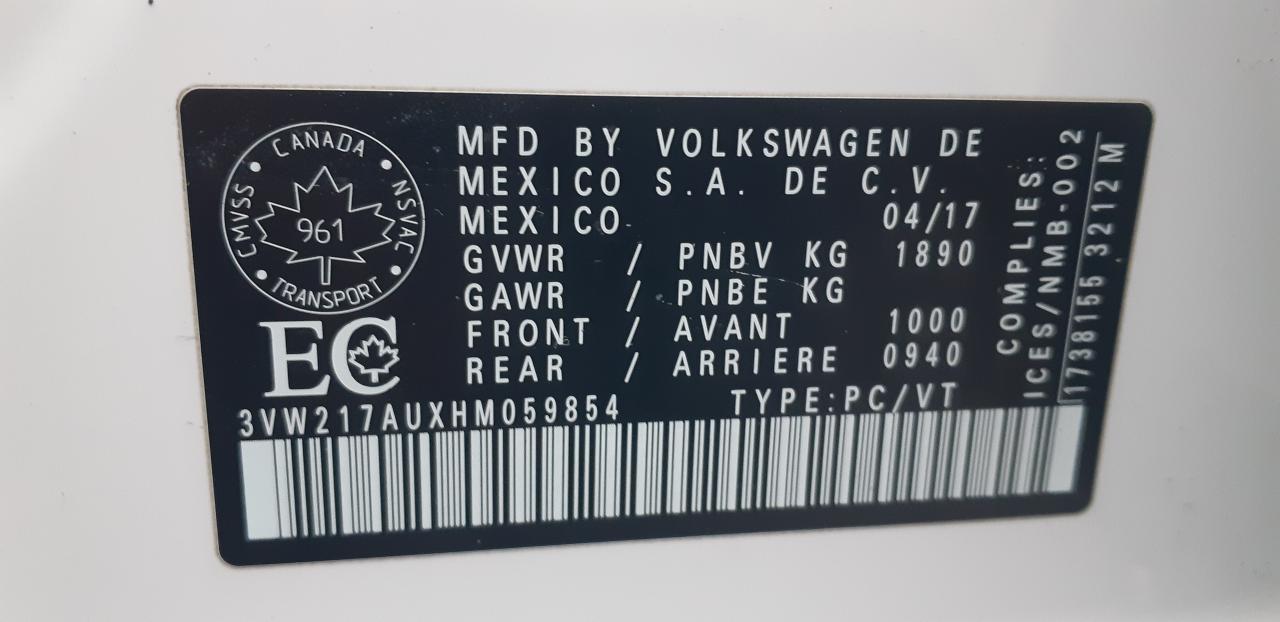 CANADA
CMVSS
NSVAC
961
TRANSPORT
EC
MFD BY VOLKSWAGEN DE
MEXICO S.A. DE C.V.
MEXICO 04/17
GVWR / PNBV KG 1890
GAWR / PNBE KG
FRONT / AVANT 1000
REAR / ARRIERE 0940
3VW217AUXHM059854 TYPE:PC/VT
COMPLIES:
ICES/NMB-002
1738155 3212 M